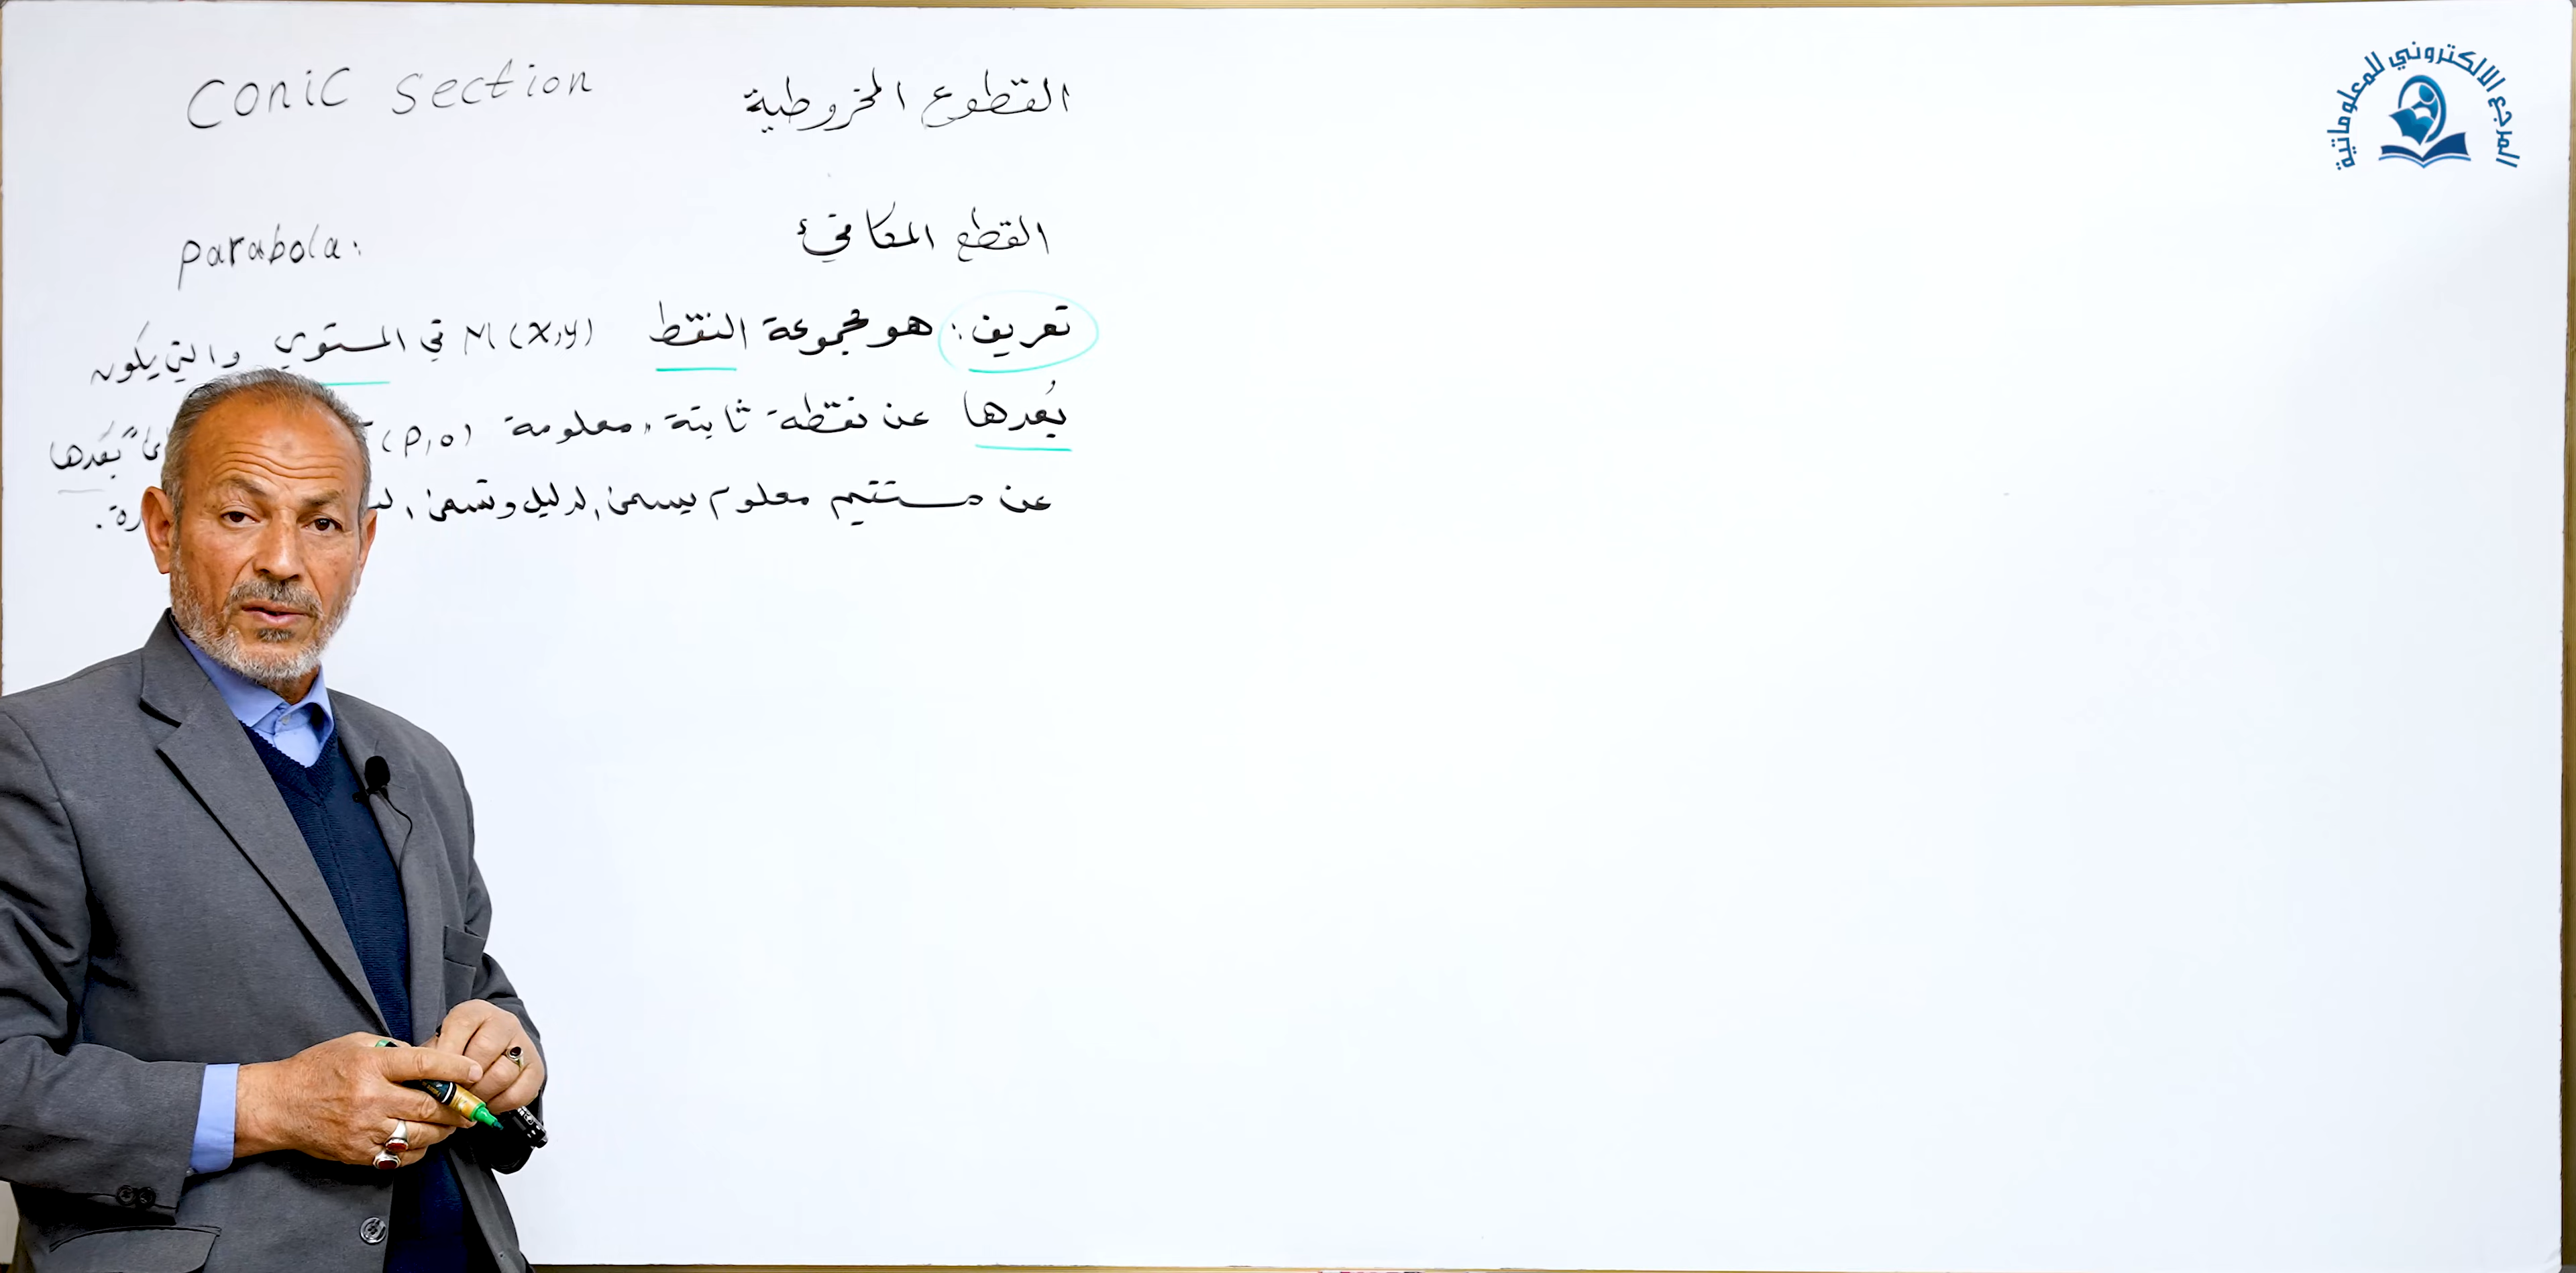 القطوع المخروطية conic section
القطع المكافئ parabola:
تعريف: هو مجموعة النقط M(x,y) في المستوي والتي يكون
بُعدها عن نقطة ثابتة معلومة (p,o) بُعدها
عن مستقيم معلوم يسمى الدليل وتسمى
المرجع الالكتروني للمعلوماتية